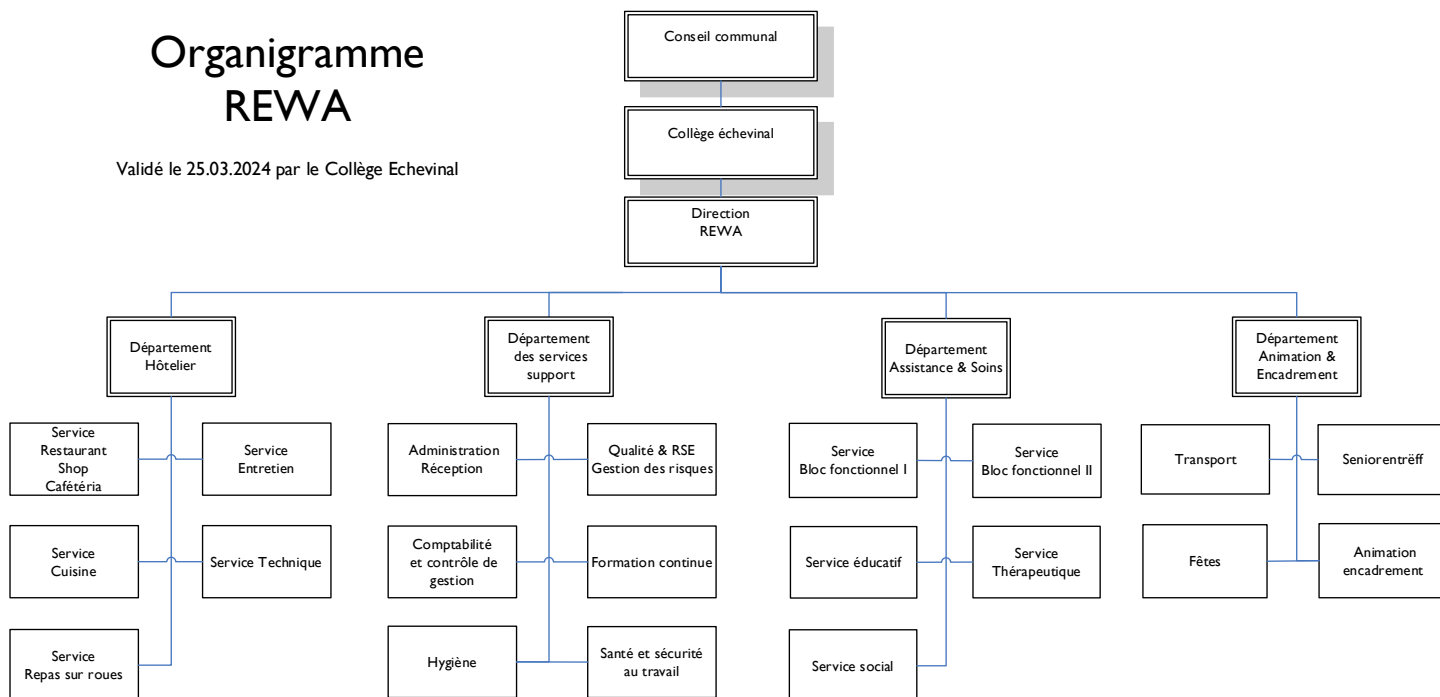 Organigramme
REWA
Validé le 25.03.2024 par le Collège Echevinal
Conseil communal
Collège échevinal
Direction
REWA
Département
Hôtelier
Département
des services
support
Département
Assistance & Soins
Département
Animation &
Encadrement
Service
Restaurant
Shop
Cafétéria
Service
Entretien
Administration
Réception
Qualité & RSE
Gestion des risques
Service
Bloc fonctionnel I
Service
Bloc fonctionnel II
Transport
Seniorentrëff
Service
Cuisine
Service Technique
Comptabilité
et contrôle de
gestion
Formation continue
Service éducatif
Service
Thérapeutique
Fêtes
Animation
encadrement
Service
Repas sur roues
Hygiène
Santé et sécurité
au travail
Service social